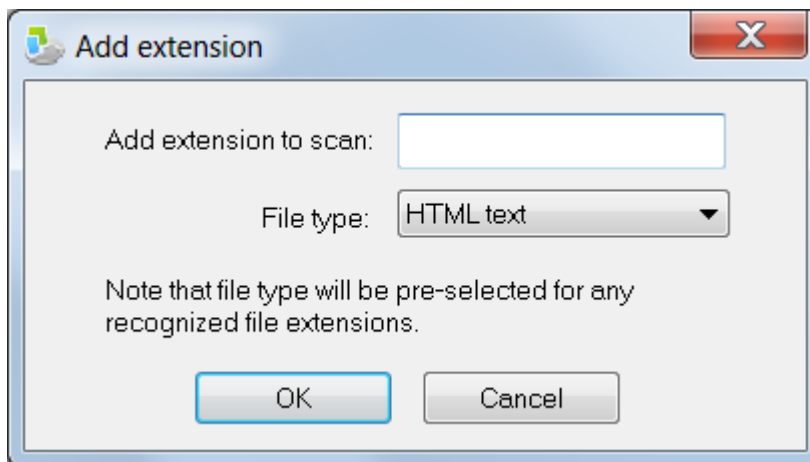 Add extension
Add extension to scan:
File type: HTML text
Note that file type will be pre-selected for any
recognized file extensions.
OK Cancel